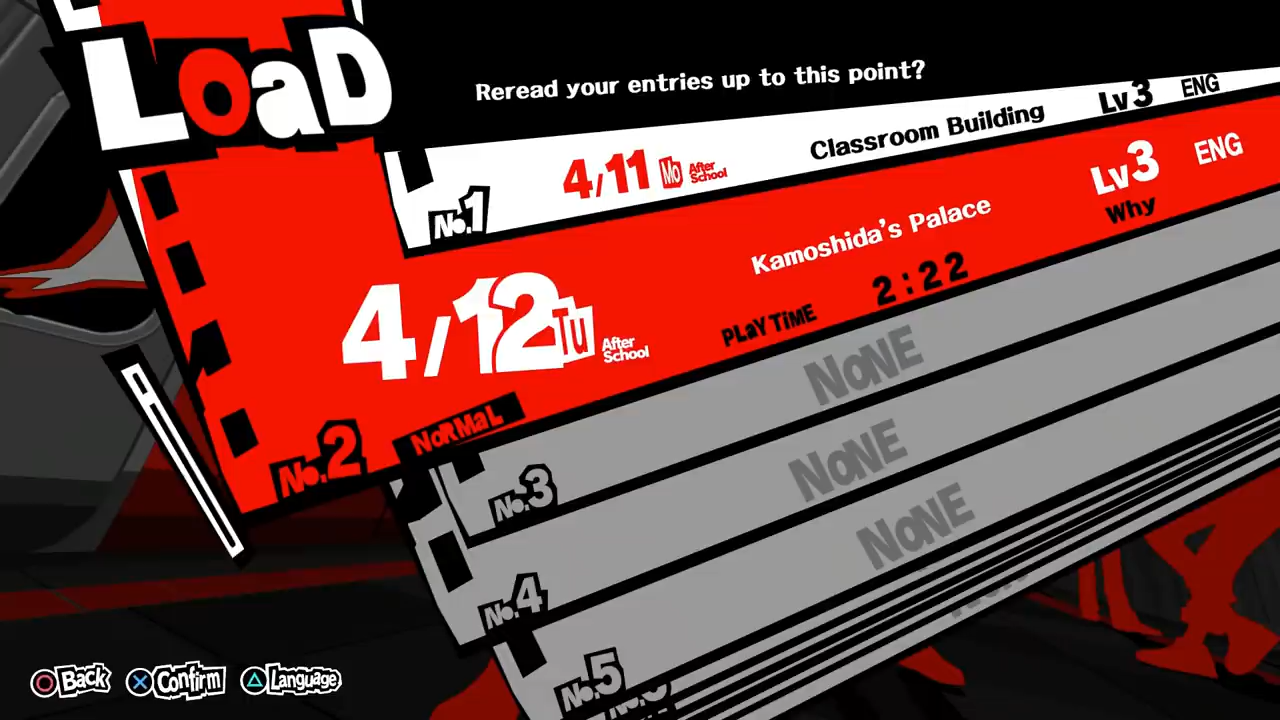 LOaD
Reread your entries up to this point?
No.1 4/11 Mo After School Classroom Building Lv3 ENG
No.2 4/12 Tu After School Kamoshida's Palace Lv3 ENG
Why
PLaY TiME 2:22
NoRMaL
No.3 NoNE
No.4 NoNE
No.5 NoNE
Back Confirm Language